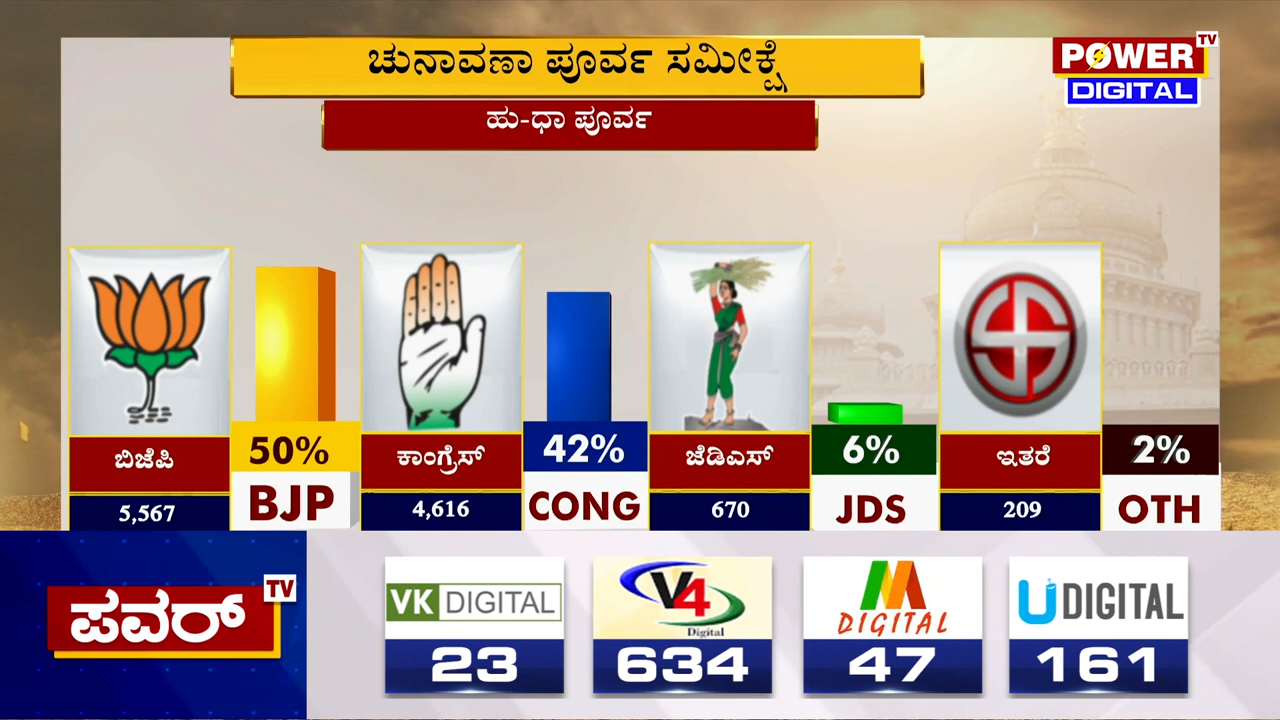 ಚುನಾವಣಾ ಪೂರ್ವ ಸಮೀಕ್ಷೆ
ಹು-ಧಾ ಪೂರ್ವ
POWER TV
DIGITAL
ಬಿಜೆಪಿ
5,567
50%
BJP
ಕಾಂಗ್ರೆಸ್
4,616
42%
CONG
ಜೆಡಿಎಸ್
670
6%
JDS
ಇತರೆ
209
2%
OTH
ಪವರ್ TV
VK DIGITAL
23
V4
Digital
634
M
DIGITAL
47
U DIGITAL
161